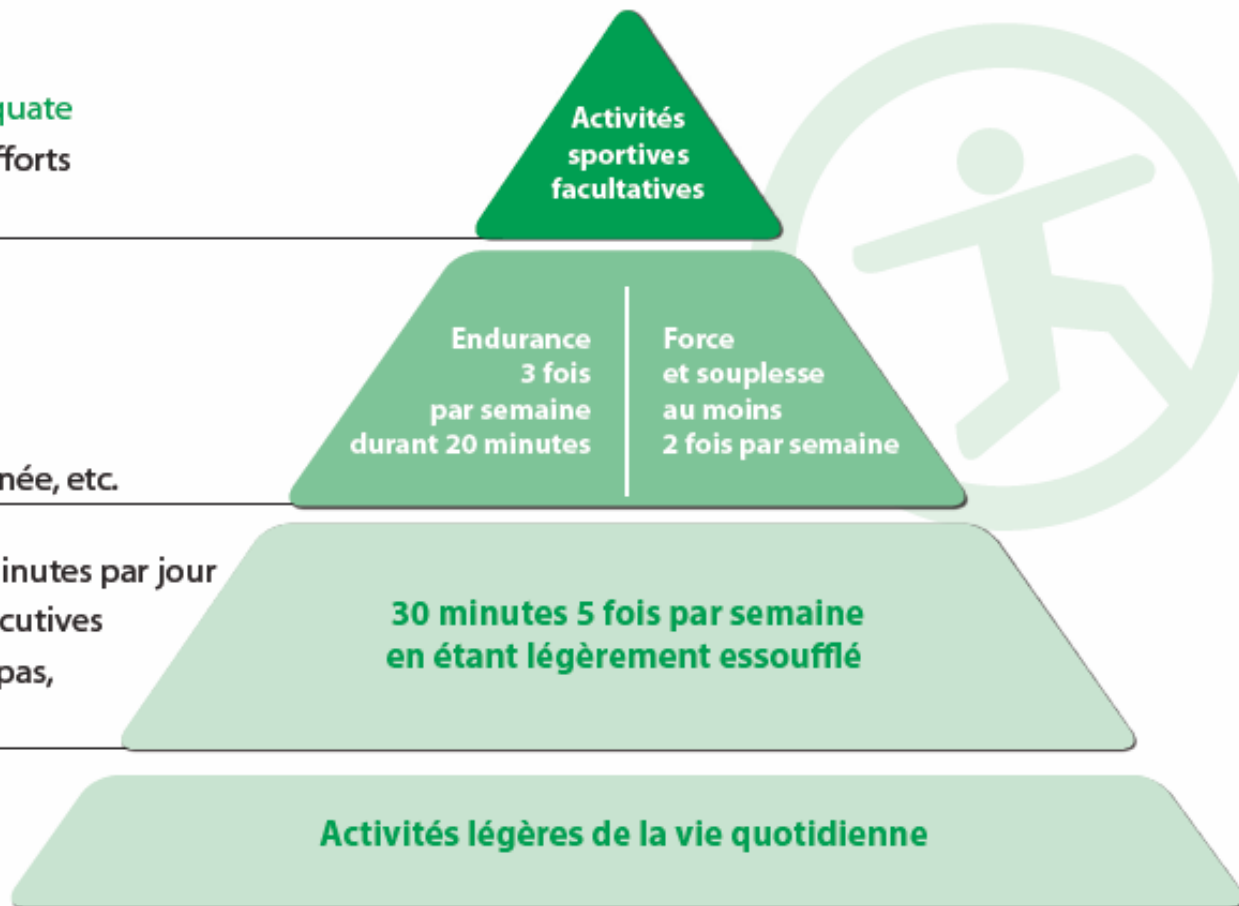 quate
fforts
Activités
sportives
facultatives
Endurance
3 fois
par semaine
durant 20 minutes
Force
et souplesse
au moins
2 fois par semaine
née, etc.
inutes par jour
cutives
pas,
30 minutes 5 fois par semaine
en étant légèrement essoufflé
Activités légères de la vie quotidienne